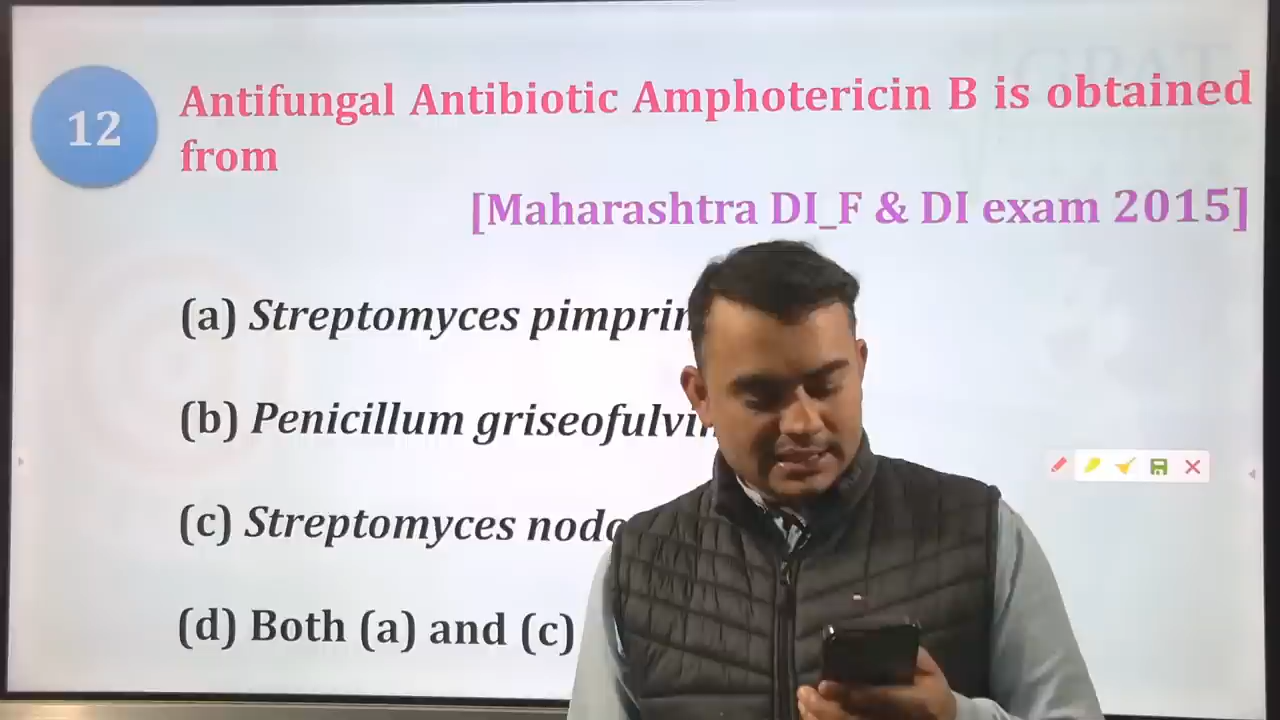 12
Antifungal Antibiotic Amphotericin B is obtained
from
[Maharashtra DI_F & DI exam 2015]
(a) Streptomyces
(b) Penicillum
(c) Streptomyces
(d) Both (a) and (c)